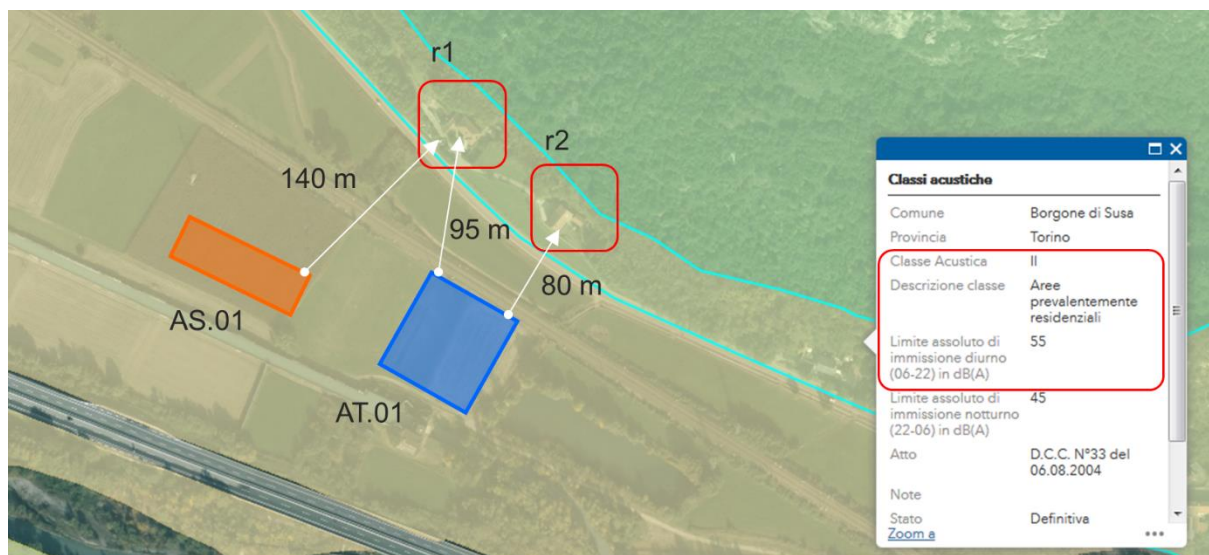 r1
r2
140 m
95 m
80 m
AS.01
AT.01
Classi acustiche
Comune Borgone di Susa
Provincia Torino
Classe Acustica II
Descrizione classe Aree
prevalentemente
residenziali
Limite assoluto di 55
immissione diurno
(06-22) in dB(A)
Limite assoluto di 45
immissione notturno
(22-06) in dB(A)
Atto D.C.C. N°33 del
06.08.2004
Note
Stato Definitiva
Zoom a